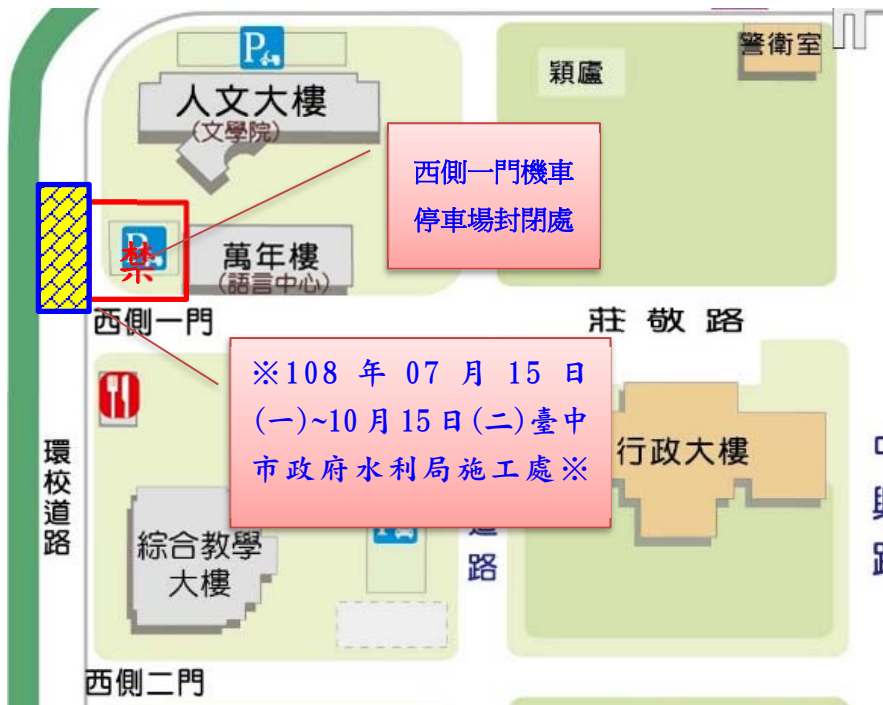 警衛室
穎廬
人文大樓
(文學院)
西側一門機車
停車場封閉處
禁
萬年樓
(語言中心)
西側一門
莊敬路
※108 年 07 月 15 日
(一)~10 月 15 日(二)臺中
市政府水利局施工處※
環校道路
行政大樓
道路
綜合教學
大樓
西側二門